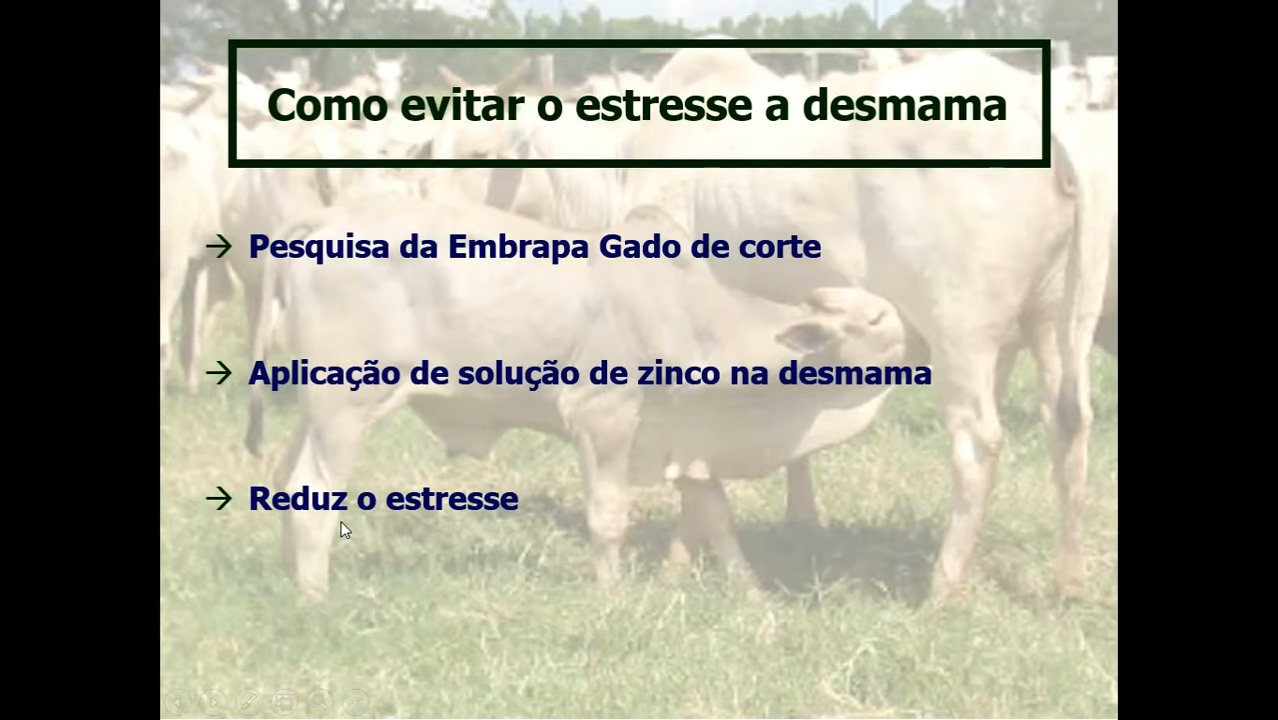 Como evitar o estresse a desmama
→ Pesquisa da Embrapa Gado de corte
→ Aplicação de solução de zinco na desmama
→ Reduz o estresse